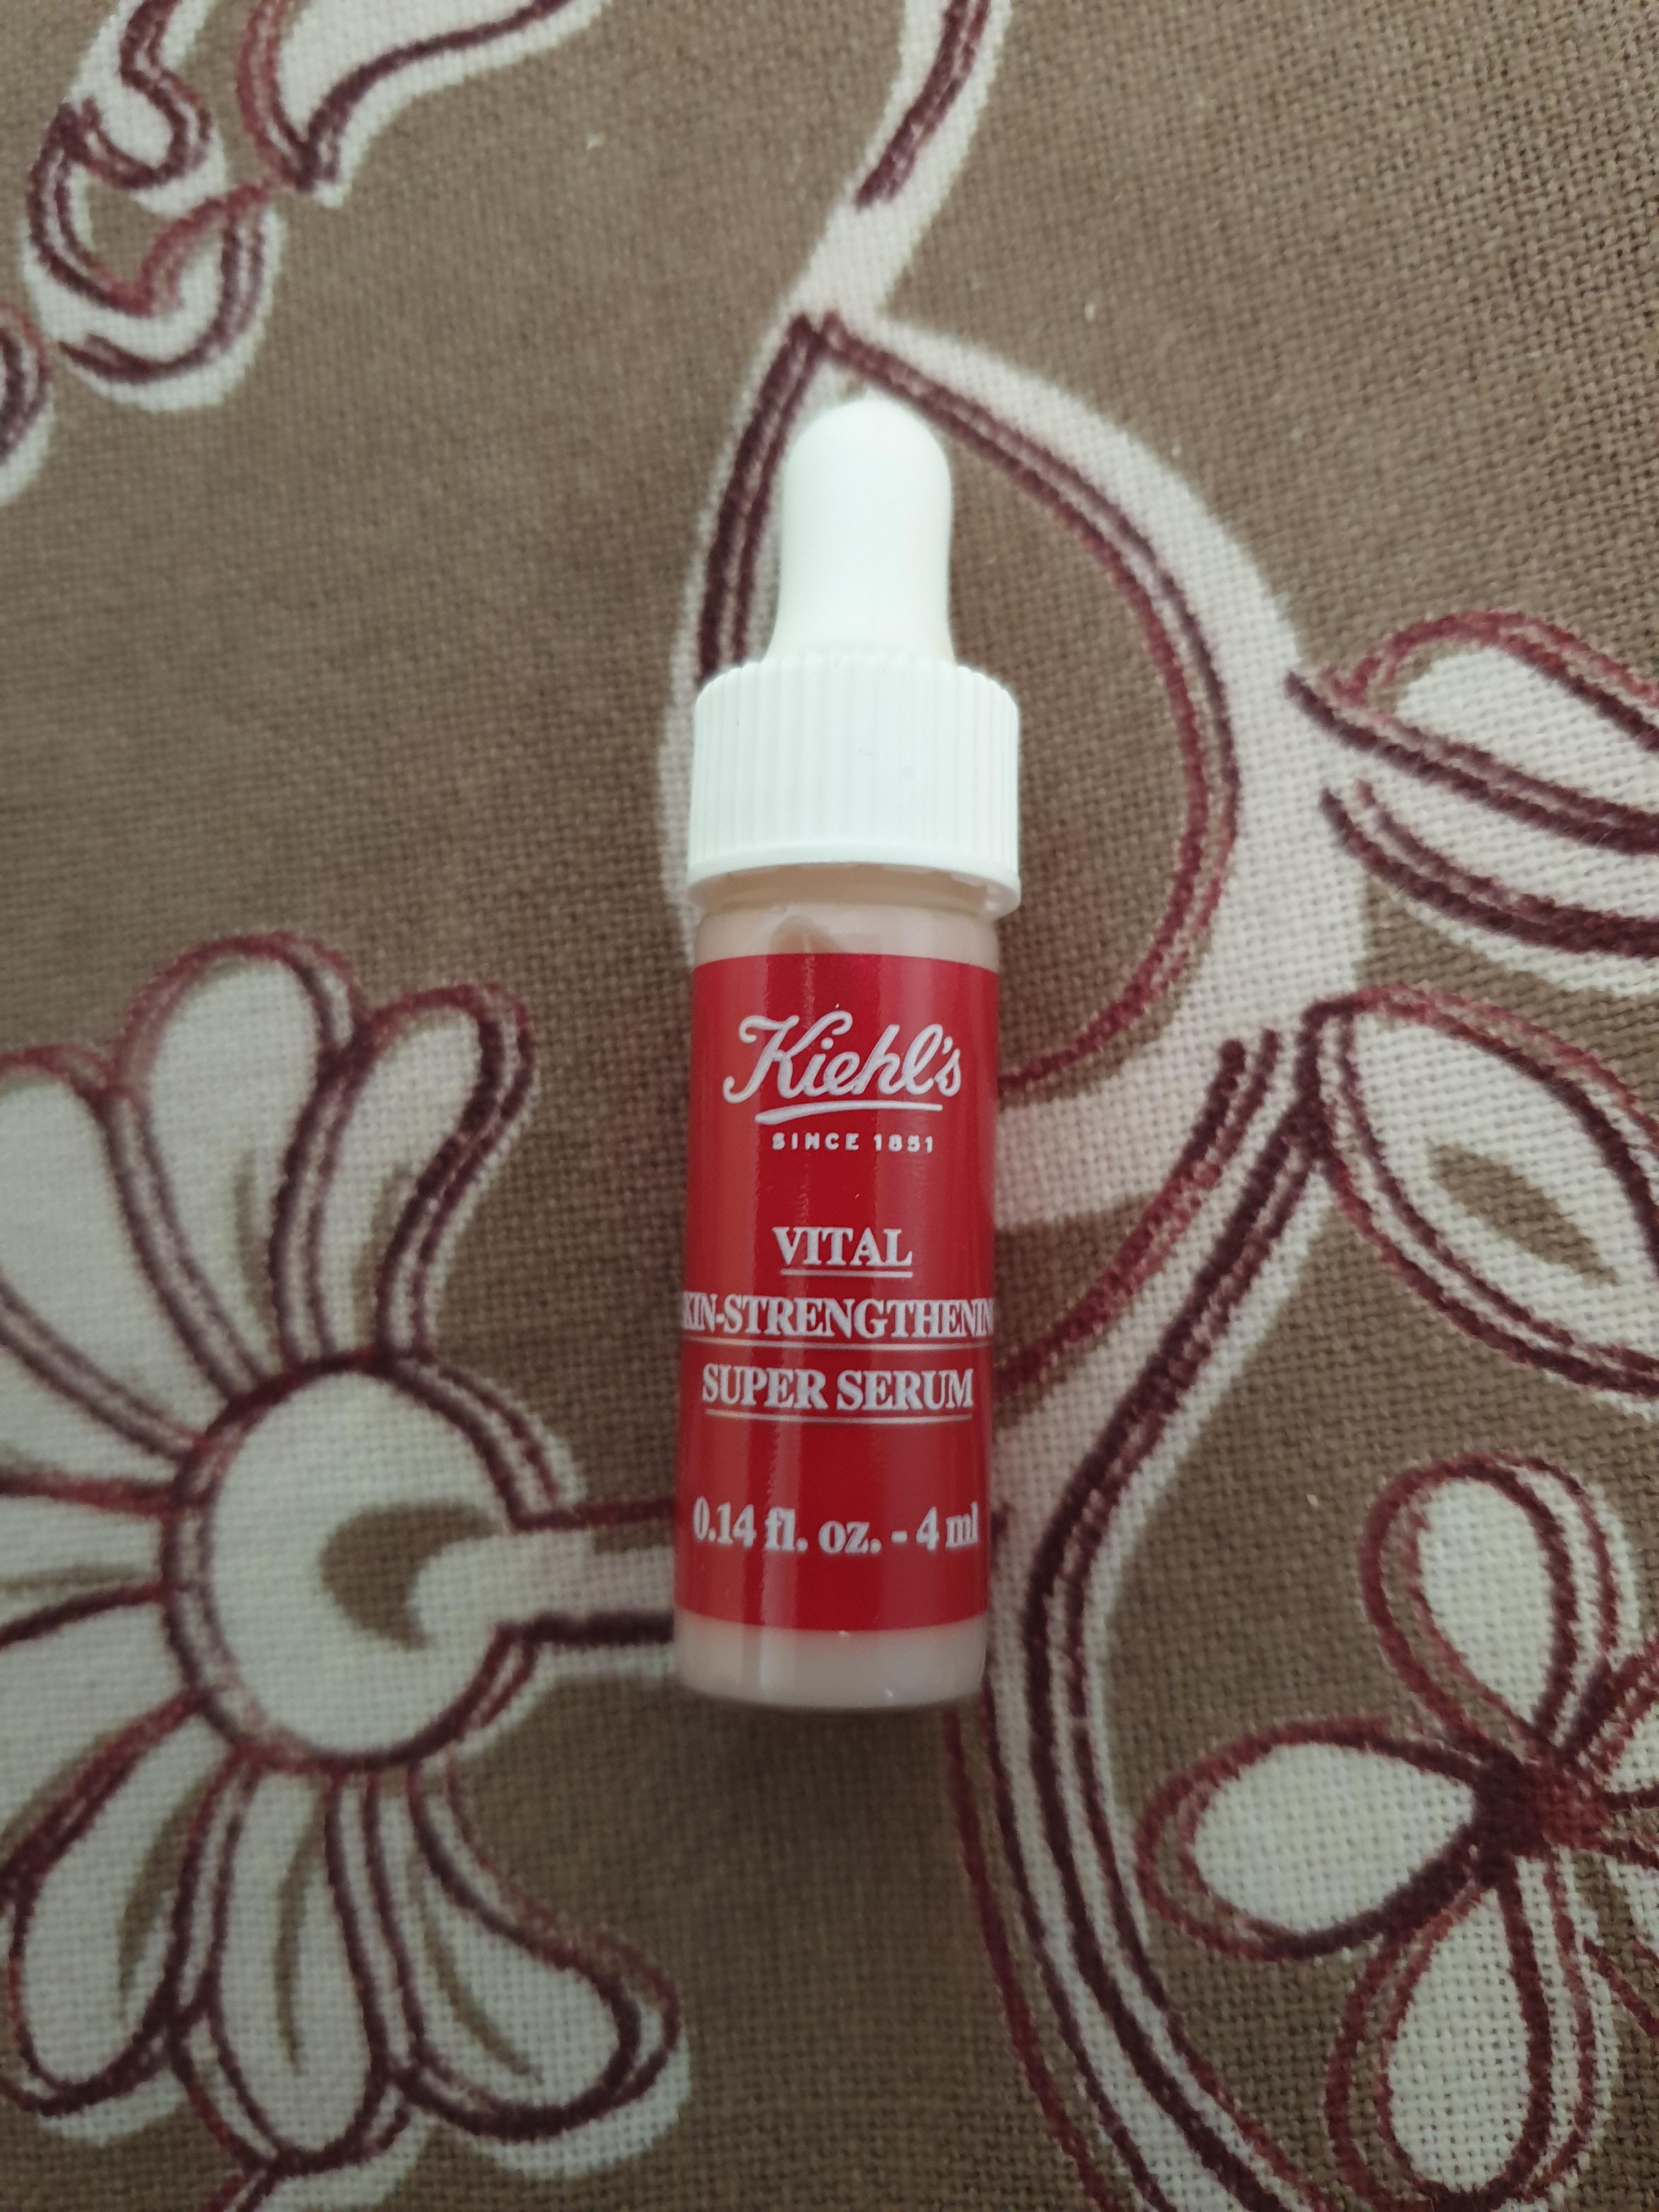 Kiehl's
SINCE 1851
VITAL
KIN-STRENGTHENIN
SUPER SERUM
0.14 fl. oz. - 4 ml